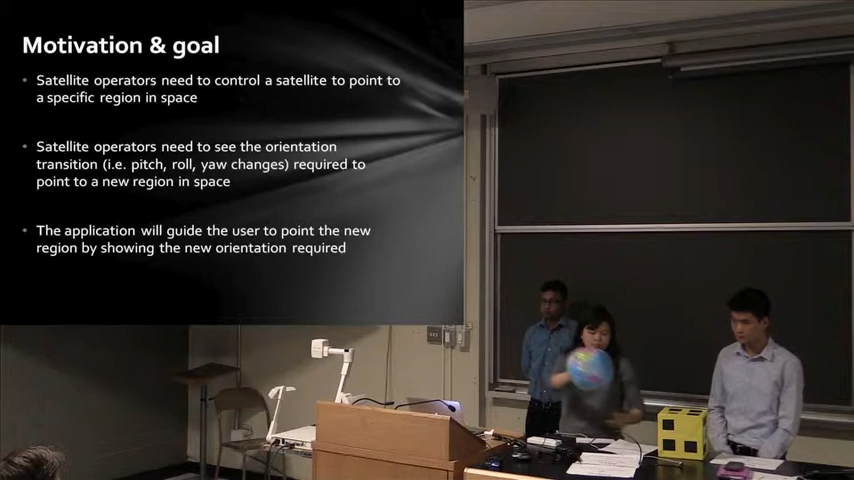 Motivation & goal
• Satellite operators need to control a satellite to point to
a specific region in space
• Satellite operators need to see the orientation
transition (i.e. pitch, roll, yaw changes) required to
point to a new region in space
• The application will guide the user to point the new
region by showing the new orientation required